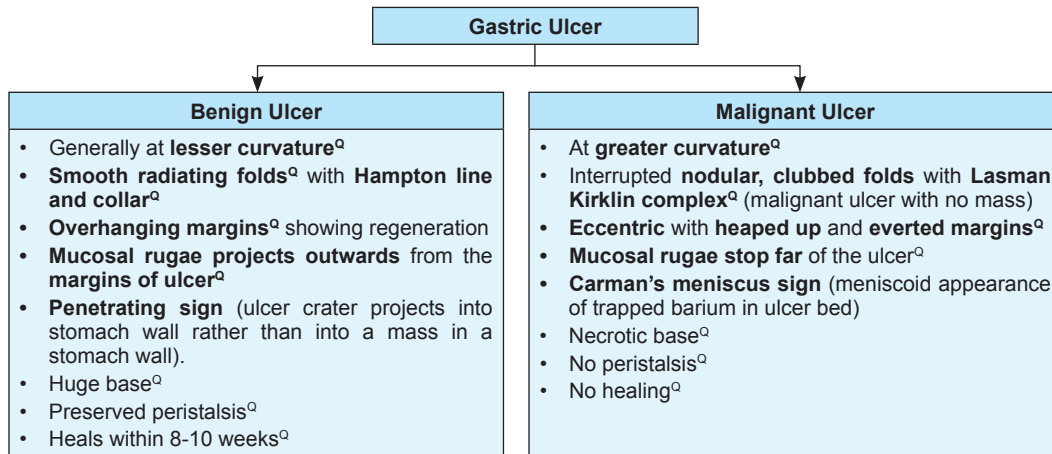 Gastric Ulcer
Benign Ulcer
• Generally at lesser curvatureQ
• Smooth radiating foldsQ with Hampton line
and collarQ
• Overhanging marginsQ showing regeneration
• Mucosal rugae projects outwards from the
margins of ulcerQ
• Penetrating sign (ulcer crater projects into
stomach wall rather than into a mass in a
stomach wall).
• Huge baseQ
• Preserved peristalsisQ
• Heals within 8-10 weeksQ
Malignant Ulcer
• At greater curvatureQ
• Interrupted nodular, clubbed folds with Lasman
Kirklin complexQ (malignant ulcer with no mass)
• Eccentric with heaped up and everted marginsQ
• Mucosal rugae stop far of the ulcerQ
• Carman's meniscus sign (meniscoid appearance
of trapped barium in ulcer bed)
• Necrotic baseQ
• No peristalsisQ
• No healingQ